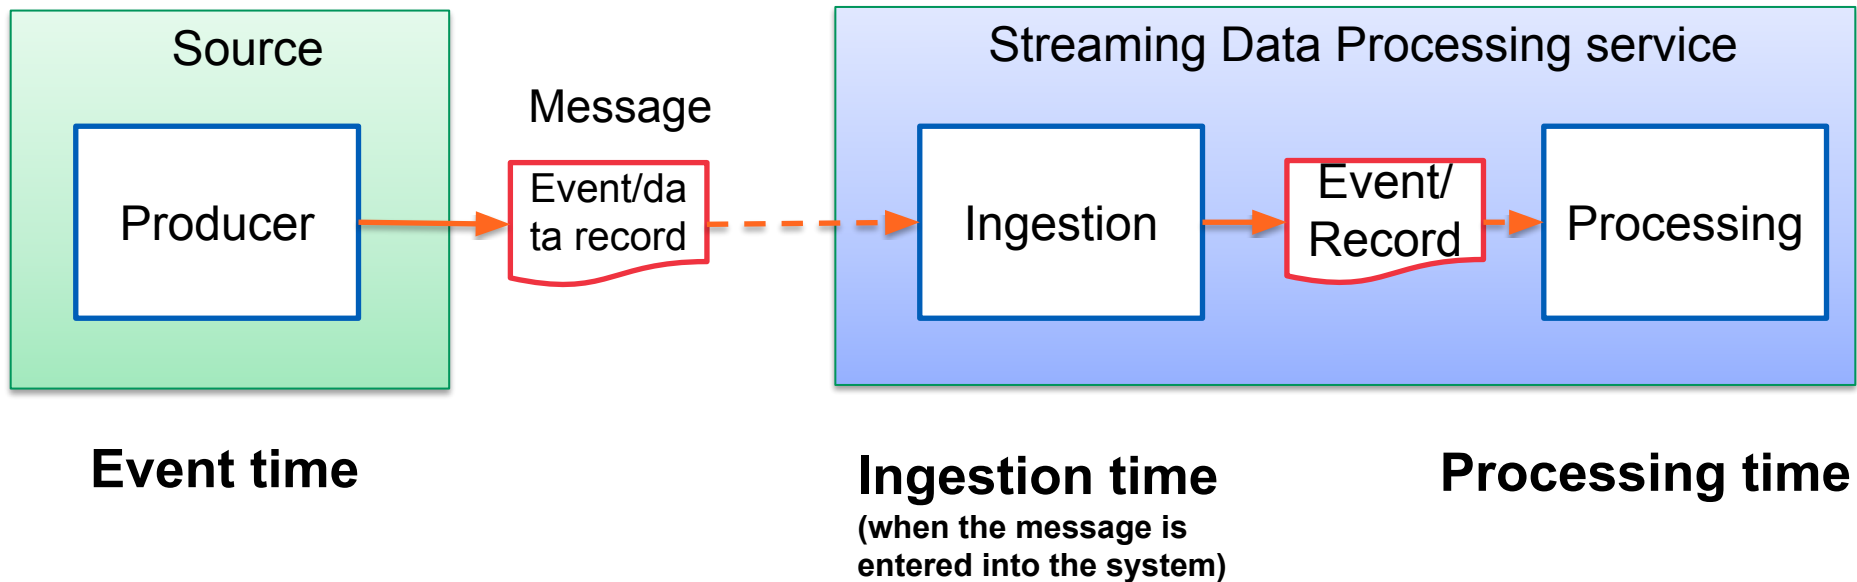 Source
Producer
Message
Event/da
ta record
Streaming Data Processing service
Ingestion
Event/
Record
Processing
Event time
Ingestion time
(when the message is
entered into the system)
Processing time